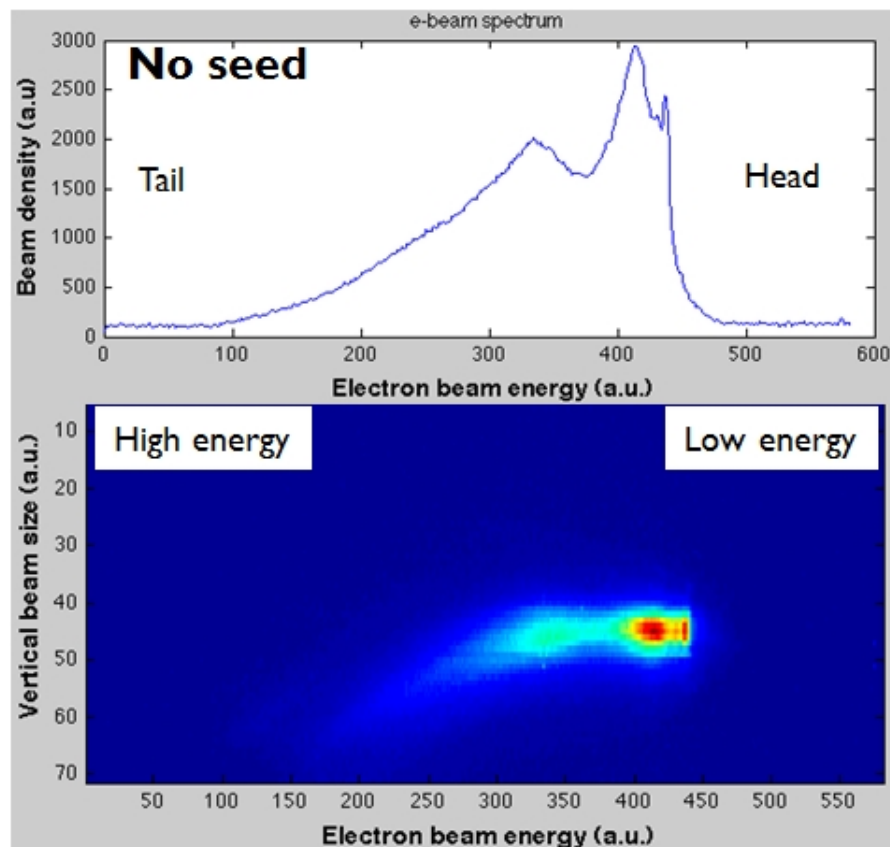 e-beam spectrum
No seed
Tail
Head
3000
2500
2000
1500
1000
500
0
Beam density (a.u)
0 100 200 300 400 500 600
Electron beam energy (a.u.)
High energy
Low energy
10
20
30
40
50
60
70
Vertical beam size (a.u.)
50 100 150 200 250 300 350 400 450 500 550
Electron beam energy (a.u.)